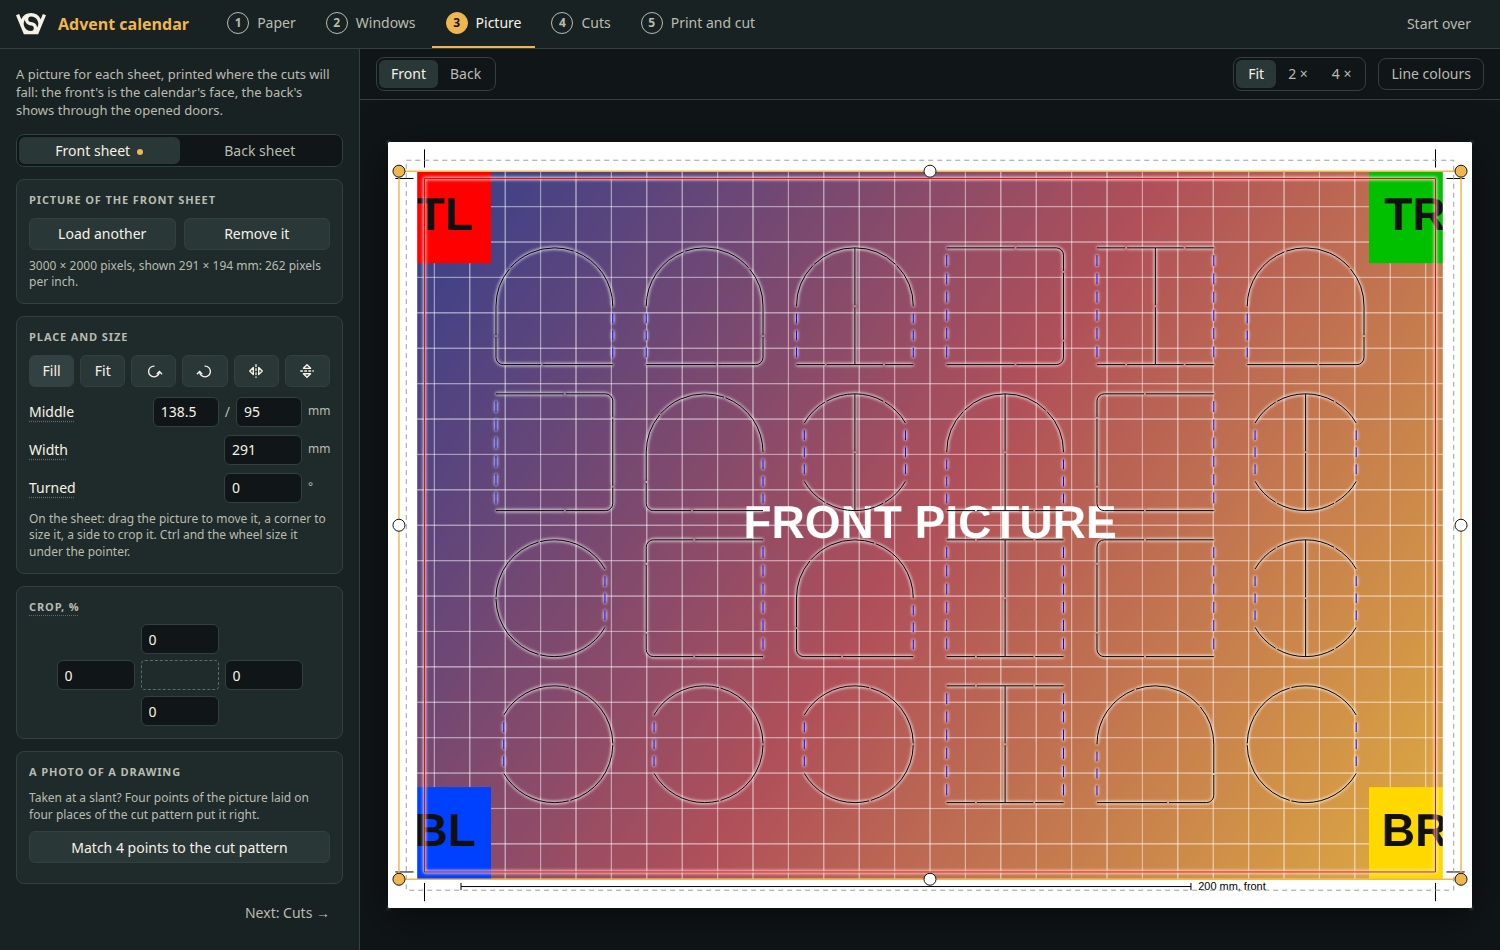 Advent calendar
1 Paper
2 Windows
3 Picture
4 Cuts
5 Print and cut
Start over
A picture for each sheet, printed where the cuts will
fall: the front's is the calendar's face, the back's
shows through the opened doors.
Front sheet
Back sheet
PICTURE OF THE FRONT SHEET
Load another
Remove it
3000 × 2000 pixels, shown 291 × 194 mm: 262 pixels
per inch.
PLACE AND SIZE
Fill
Fit
Middle 138.5 / 95 mm
Width 291 mm
Turned 0 °
On the sheet: drag the picture to move it, a corner to
size it, a side to crop it. Ctrl and the wheel size it
under the pointer.
CROP, %
0
0 0
0
A PHOTO OF A DRAWING
Taken at a slant? Four points of the picture laid on
four places of the cut pattern put it right.
Match 4 points to the cut pattern
Next: Cuts →
Front
Back
Fit
2 ×
4 ×
Line colours
TL
TR
FRONT PICTURE
BL
BR
200 mm, front